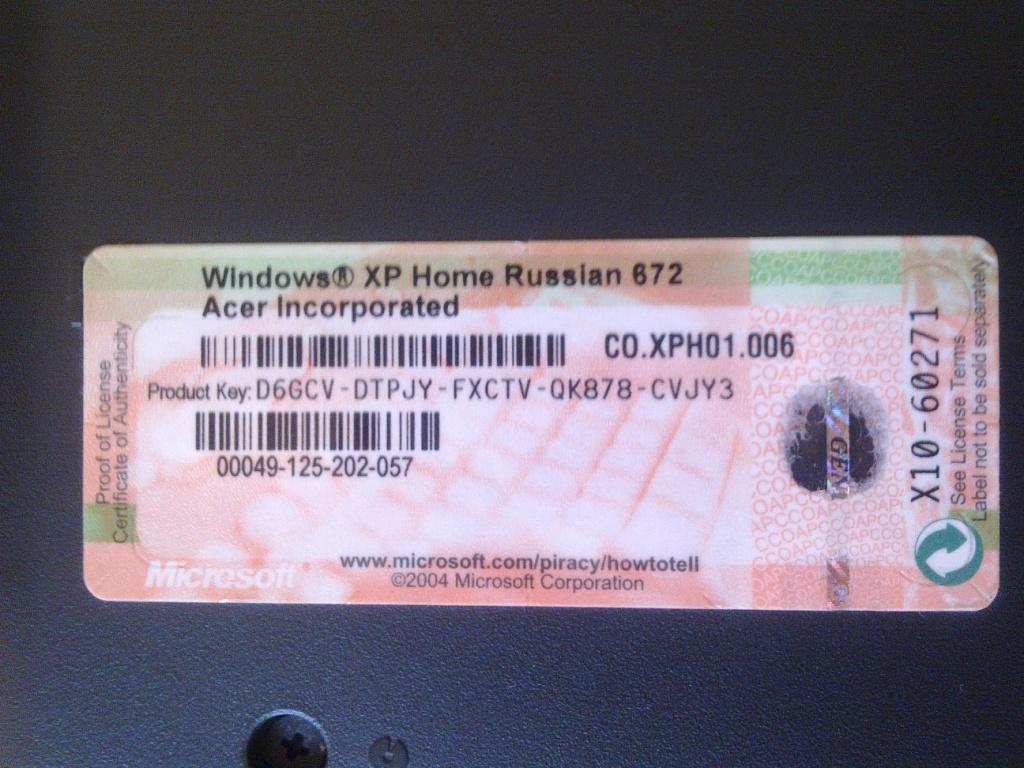 Windows® XP Home Russian 672
Acer Incorporated
CO.XPH01.006
Product Key: D6GCV-DTPJY-FXCTV-QK878-CVJY3
00049-125-202-057
www.microsoft.com/piracy/howtotell
©2004 Microsoft Corporation
Microsoft®
Proof of License
Certificate of Authenticity
X10-60271
See License Terms
Label not to be sold separately